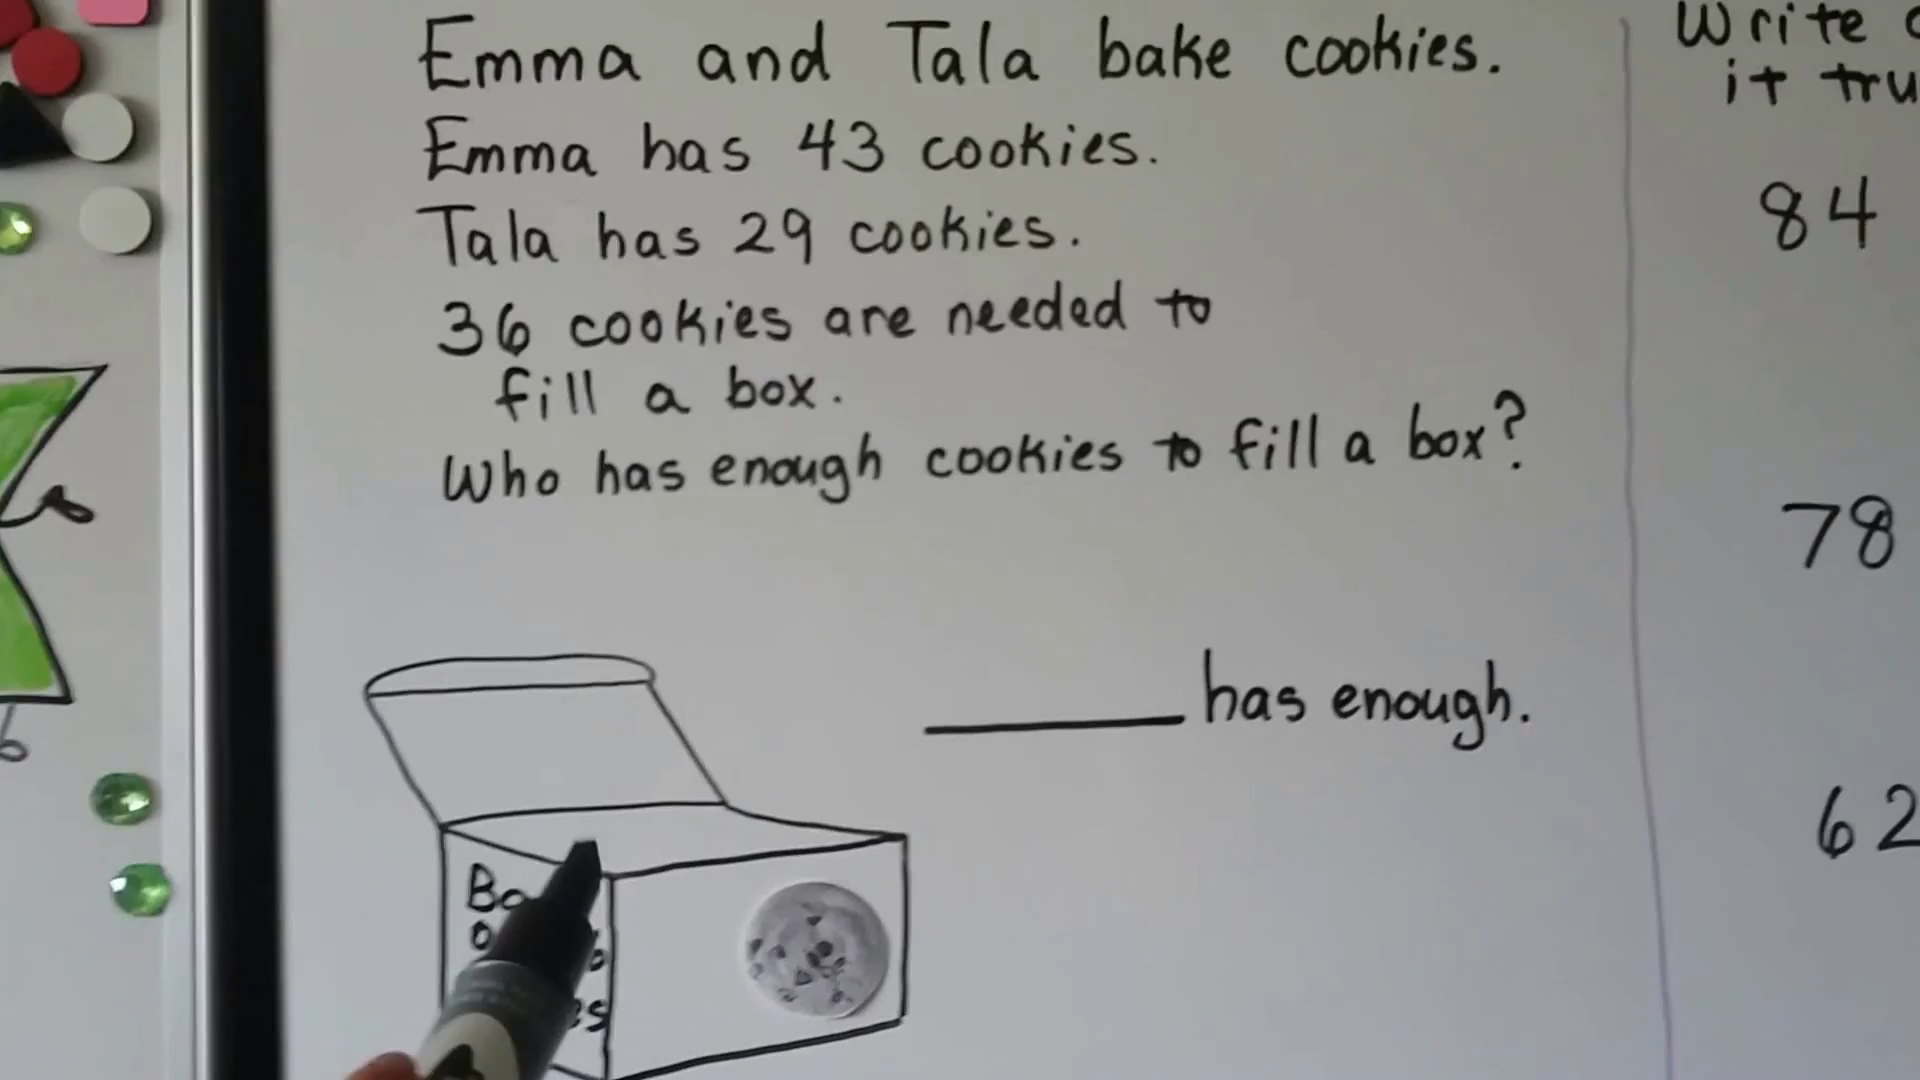 Emma and Tala bake cookies.
Emma has 43 cookies.
Tala has 29 cookies.
36 cookies are needed to
fill a box.
Who has enough cookies to fill a box?
has enough.
Write
it
84
78
62